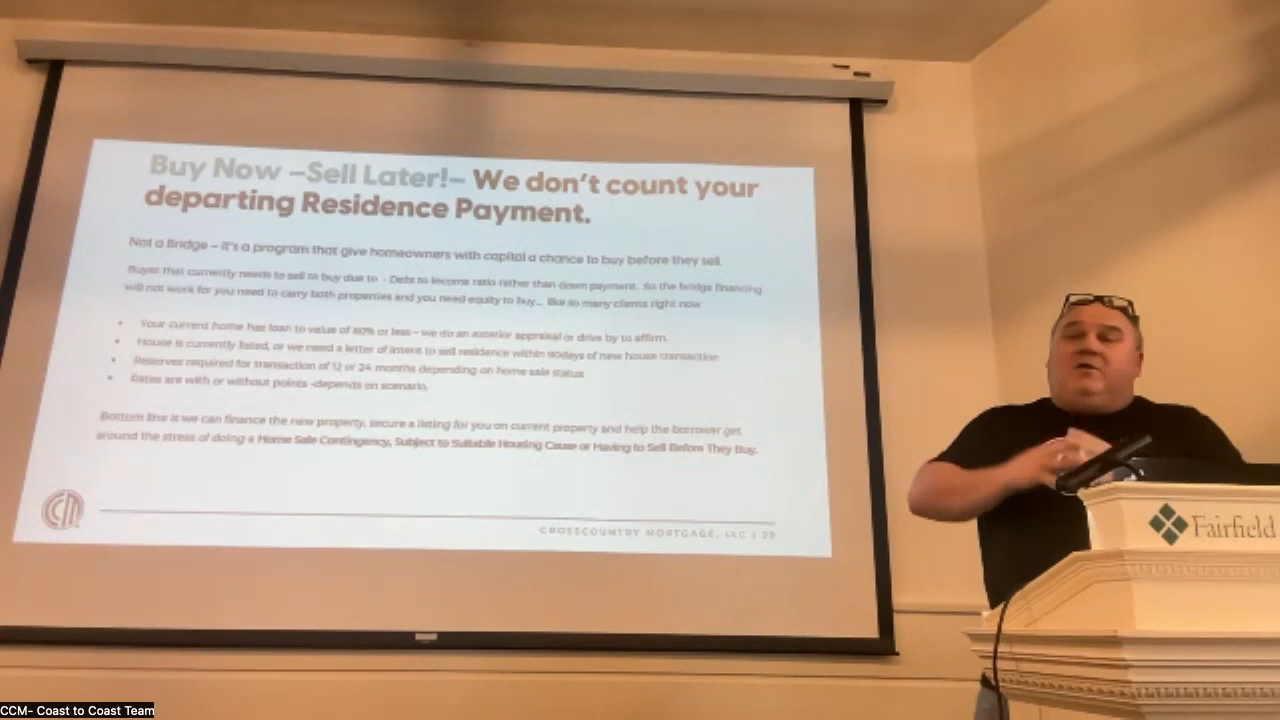 Buy Now –Sell Later!– We don't count your
departing Residence Payment.
Not a Bridge – it's a program that give homeowners with capital a chance to buy before they sell.
Buyer that currently needs to sell to buy due to - Debt to income ratio rather than down payment. So the bridge financing
will not work for you need to carry both properties and you need equity to buy... like so many clients right now
• Your current home has loan to value of 80% or less – we do an exterior appraisal or drive by to affirm.
• House is currently listed, or we need a letter of intent to sell residence within 90days of new house transaction
• Reserves required for transaction of 12 or 24 months depending on home sale status
• Rates are with or without points -depends on scenario.
Bottom line is we can finance the new property, secure a listing for you on current property and help the borrower get
around the stress of doing a Home Sale Contingency, Subject to Suitable Housing Cause or Having to Sell Before They Buy.
CCM
CROSSCOUNTRY MORTGAGE, LLC | 29
Fairfield
CCM- Coast to Coast Team